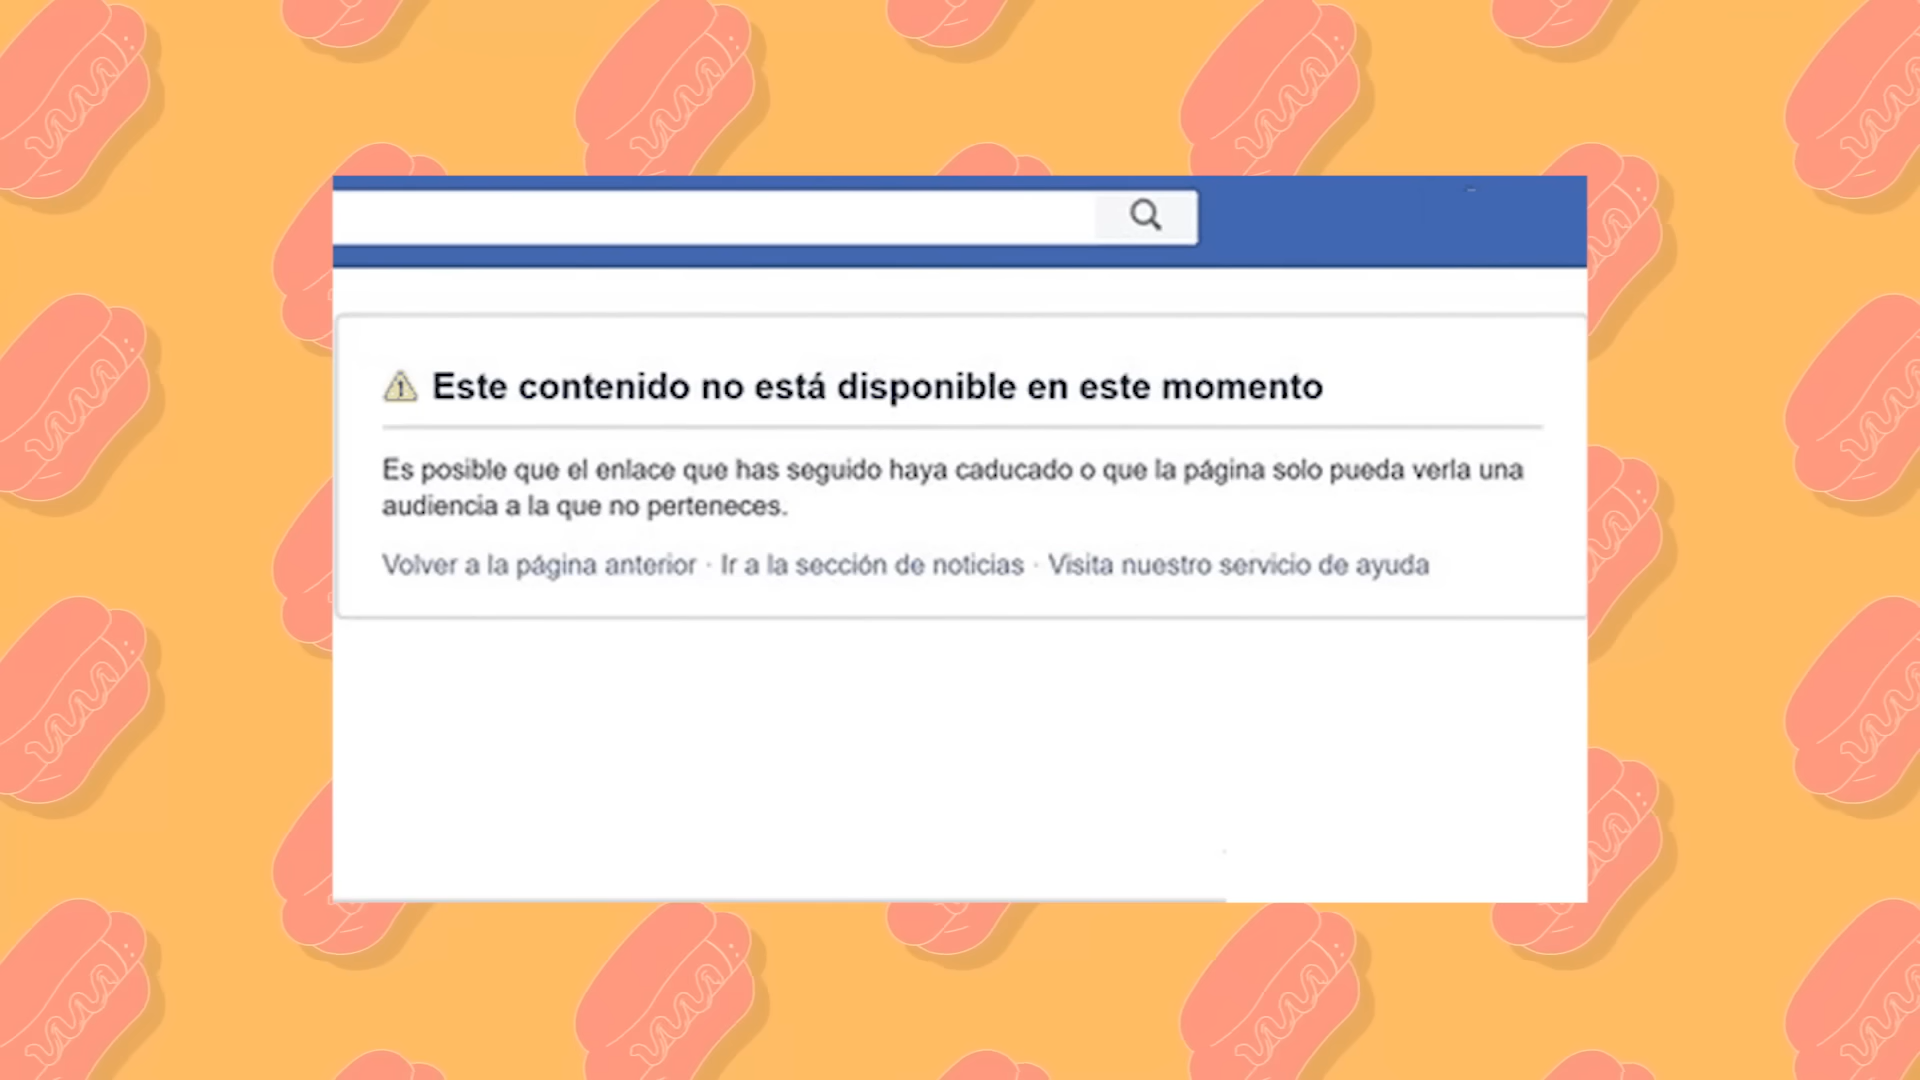 Este contenido no está disponible en este momento
Es posible que el enlace que has seguido haya caducado o que la página solo pueda verla una
audiencia a la que no perteneces.
Volver a la página anterior · Ir a la sección de noticias · Visita nuestro servicio de ayuda